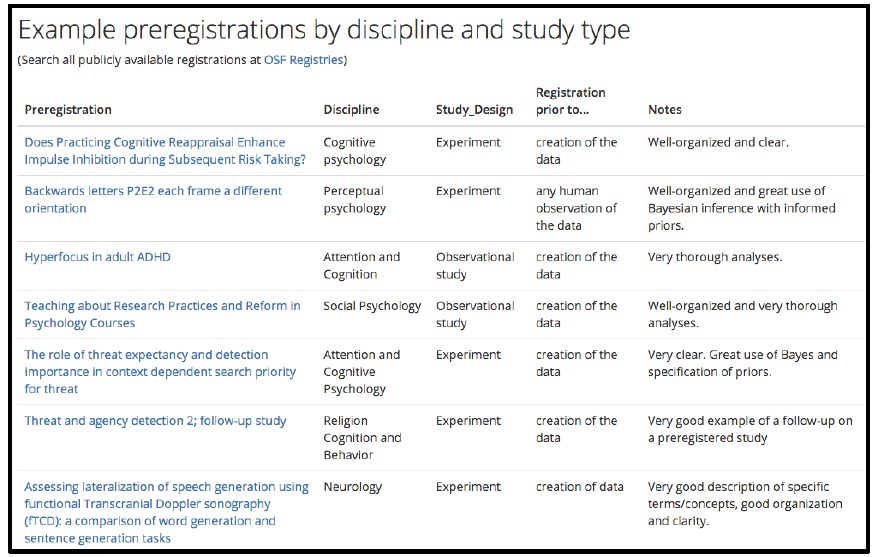 Example preregistrations by discipline and study type
(Search all publicly available registrations at OSF Registries)
Preregistration Discipline Study_Design Registration prior to... Notes
Does Practicing Cognitive Reappraisal Enhance Cognitive Experiment creation of the Well-organized and clear.
Impulse Inhibition during Subsequent Risk Taking? psychology data
Backwards letters P2E2 each frame a different Perceptual Experiment any human Well-organized and great use of
orientation psychology observation of Bayesian inference with informed
the data priors.
Hyperfocus in adult ADHD Attention and Observational creation of the Very thorough analyses.
Cognition study data
Teaching about Research Practices and Reform in Social Psychology Observational creation of the Well-organized and very thorough
Psychology Courses study data analyses.
The role of threat expectancy and detection Attention and Experiment creation of the Very clear. Great use of Bayes and
importance in context dependent search priority Cognitive data specification of priors.
for threat Psychology
Threat and agency detection 2; follow-up study Religion Experiment creation of the Very good example of a follow-up on
Cognition and data a preregistered study
Behavior
Assessing lateralization of speech generation using Neurology Experiment creation of data Very good description of specific
functional Transcranial Doppler sonography terms/concepts, good organization
(fTCD): a comparison of word generation and and clarity.
sentence generation tasks